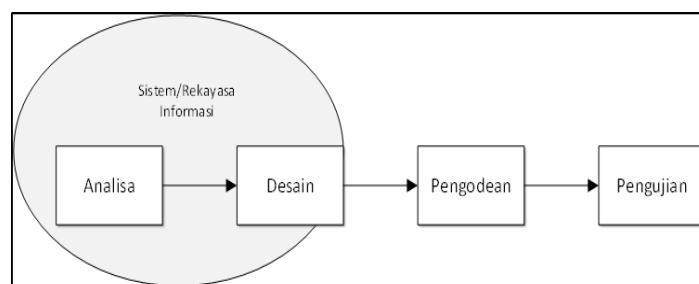 Sistem/Rekayasa
Informasi
Analisa
Desain
Pengodean
Pengujian